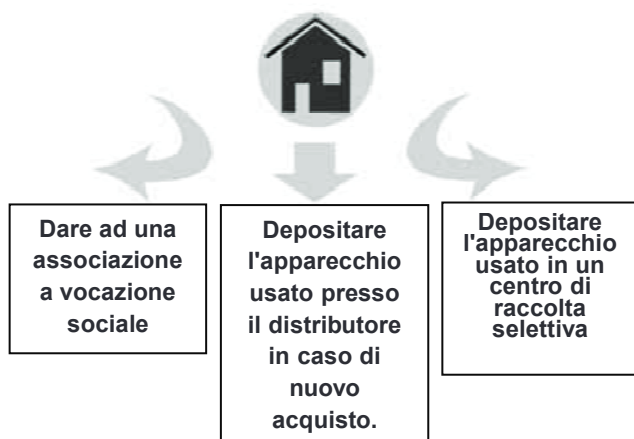 Dare ad una
associazione
a vocazione
sociale
Depositare
l'apparecchio
usato presso
il distributore
in caso di
nuovo
acquisto.
Depositare
l'apparecchio
usato in un
centro di
raccolta
selettiva